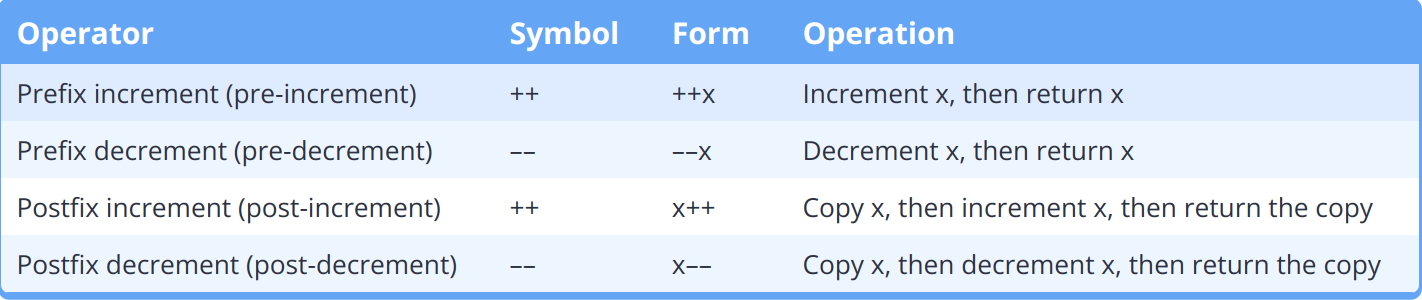 Operator Symbol Form Operation
Prefix increment (pre-increment) ++ ++x Increment x, then return x
Prefix decrement (pre-decrement) –– ––x Decrement x, then return x
Postfix increment (post-increment) ++ x++ Copy x, then increment x, then return the copy
Postfix decrement (post-decrement) –– x–– Copy x, then decrement x, then return the copy